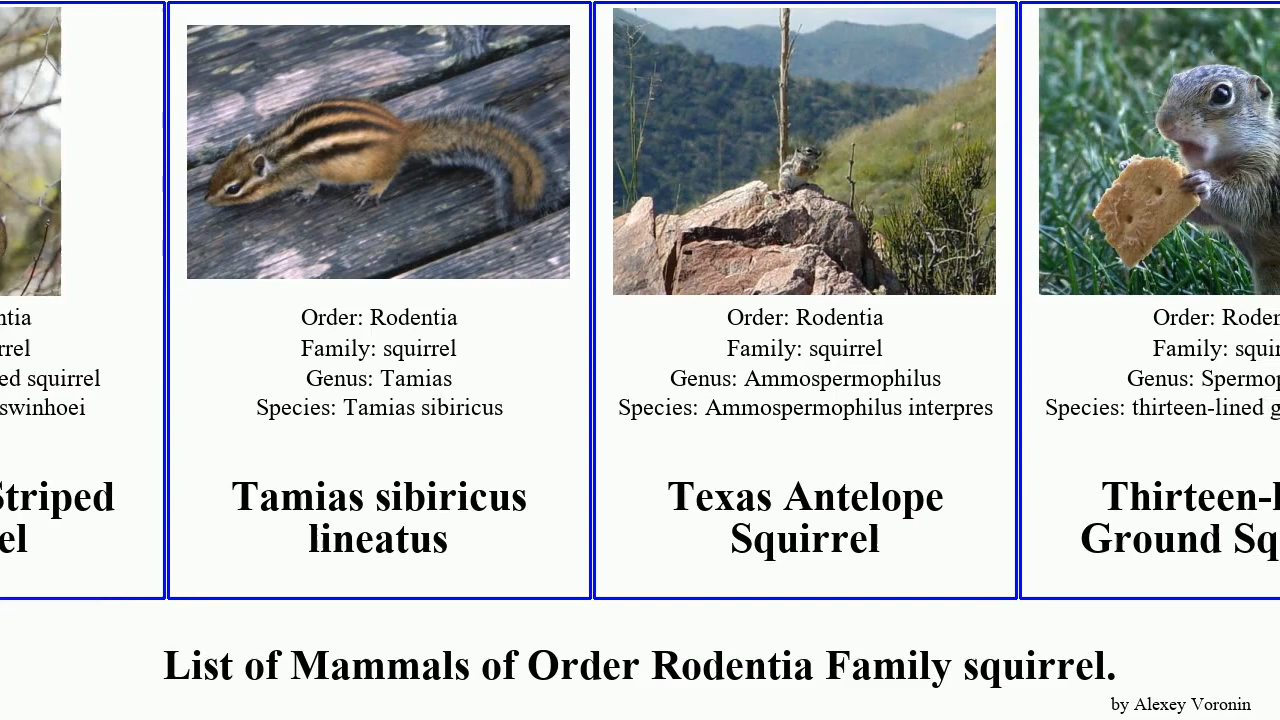 ntia
rrel
ed squirrel
swinhoei
Striped
el
Order: Rodentia
Family: squirrel
Genus: Tamias
Species: Tamias sibiricus
Tamias sibiricus
lineatus
Order: Rodentia
Family: squirrel
Genus: Ammospermophilus
Species: Ammospermophilus interpres
Texas Antelope
Squirrel
Order: Roden
Family: squir
Genus: Spermop
Species: thirteen-lined g
Thirteen-l
Ground Sq
List of Mammals of Order Rodentia Family squirrel.
by Alexey Voronin